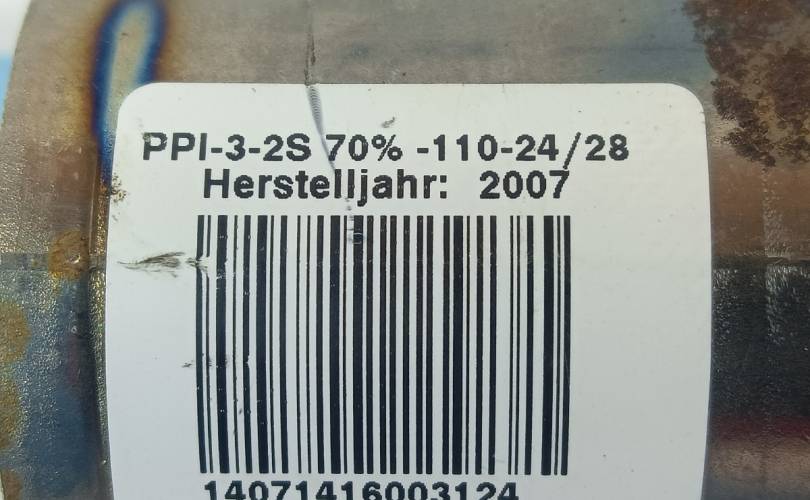 PPI-3-2S 70% -110-24/28
Herstelljahr: 2007
14071416003124